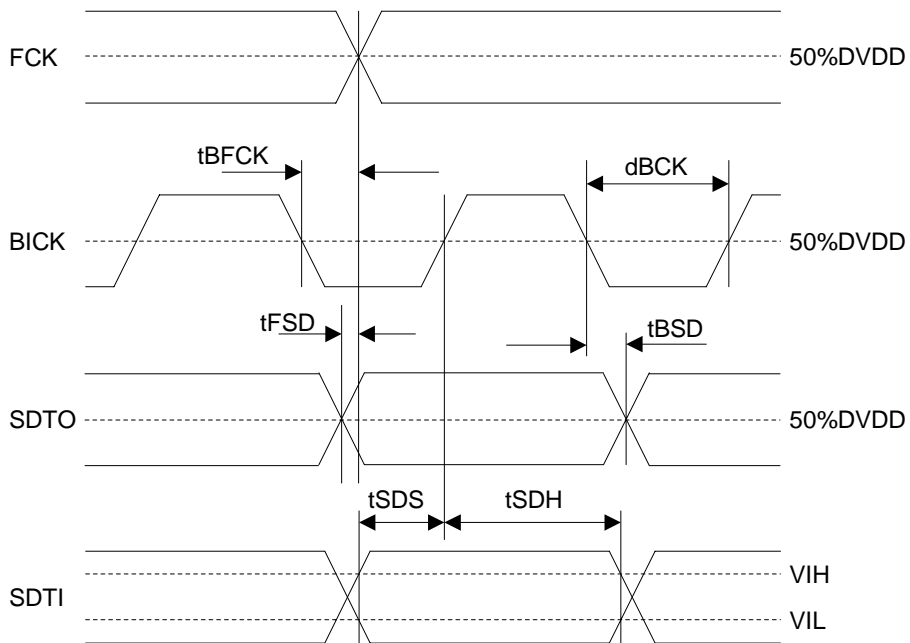 FCK
50%DVDD
tBFCK
dBCK
BICK
50%DVDD
tFSD
tBSD
SDTO
50%DVDD
tSDS
tSDH
SDTI
VIH
VIL